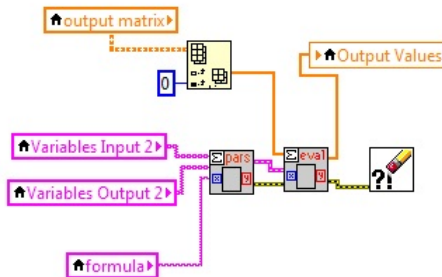 output matrix
Output Values
0
Variables Input 2
pars
eval
Σ
Σ
x
y
x
y
?!
Variables Output 2
formula